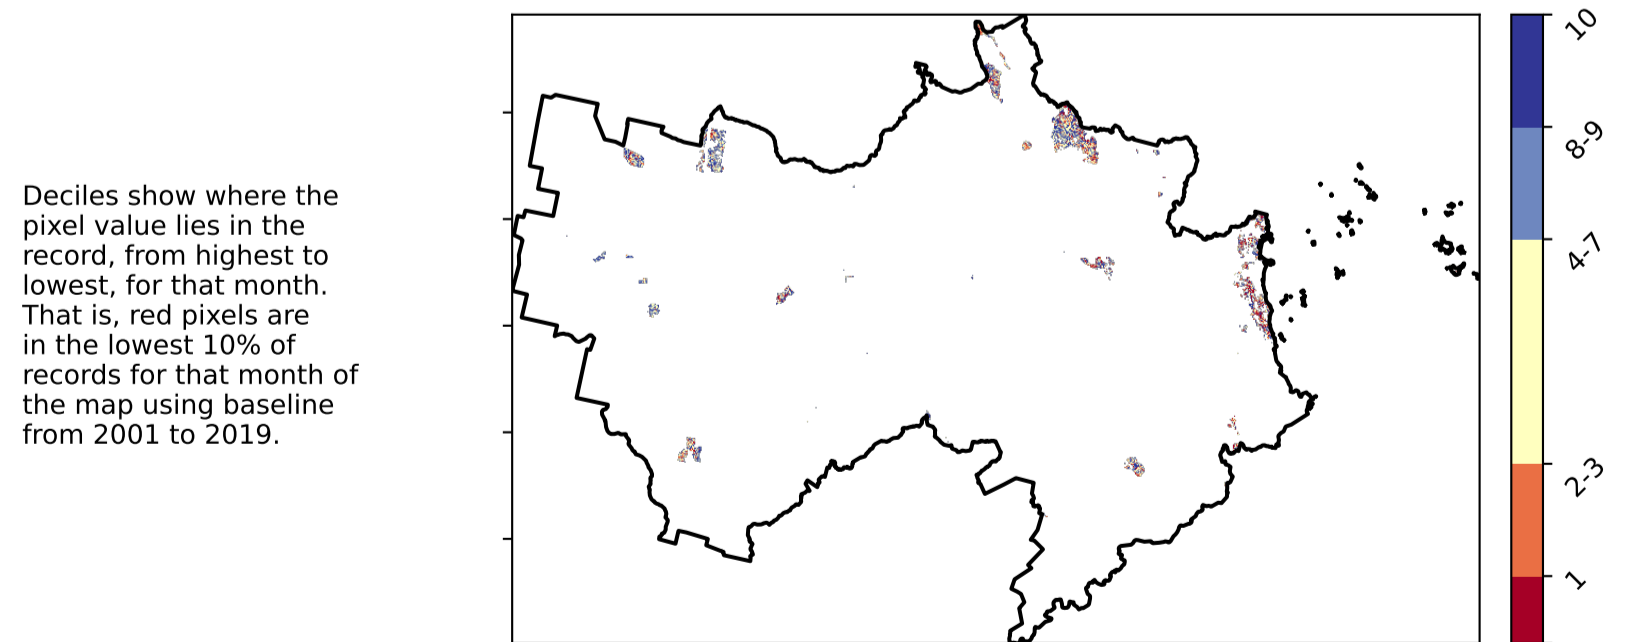 Deciles show where the
pixel value lies in the
record, from highest to
lowest, for that month.
That is, red pixels are
in the lowest 10% of
records for that month of
the map using baseline
from 2001 to 2019.
10
8-9
4-7
2-3
1